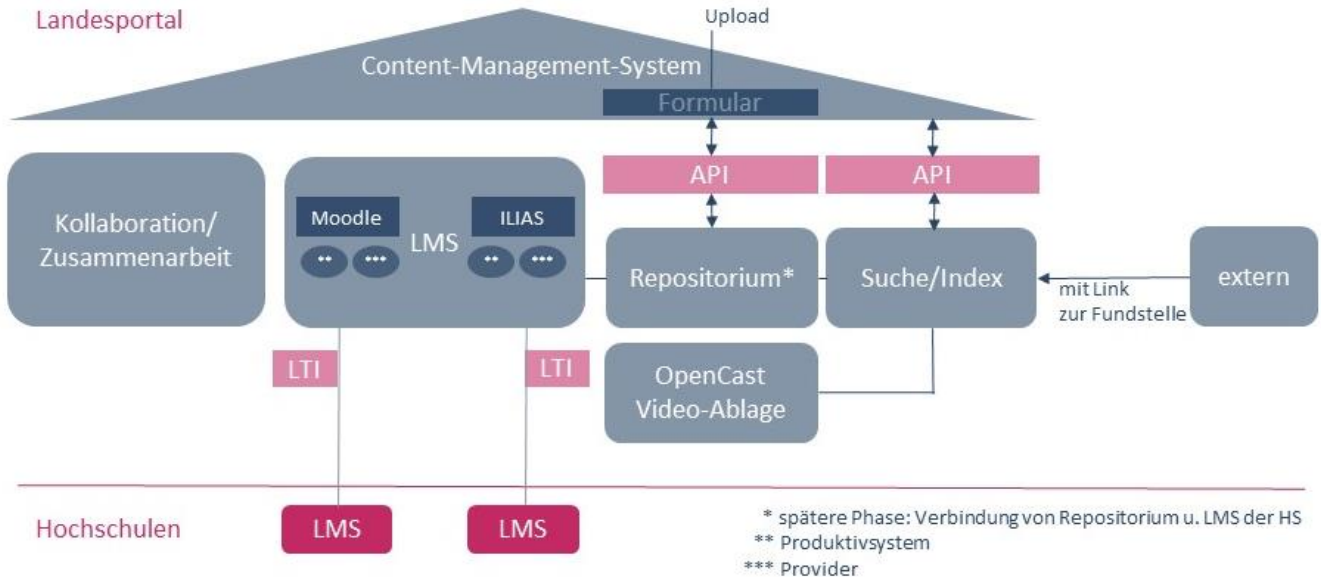 Landesportal
Upload
Content-Management-System
Formular
API
API
Kollaboration/
Zusammenarbeit
Moodle
ILIAS
LMS
**
***
**
***
Repositorium*
Suche/Index
extern
mit Link
zur Fundstelle
LTI
LTI
OpenCast
Video-Ablage
Hochschulen
LMS
LMS
* spätere Phase: Verbindung von Repositorium u. LMS der HS
** Produktivsystem
*** Provider